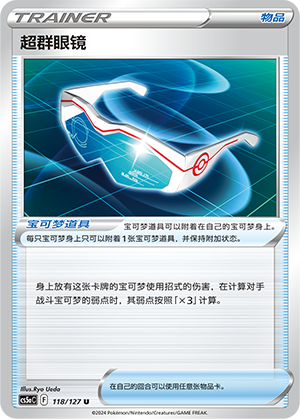 TRAINER
物品
超群眼镜
宝可梦道具
宝可梦道具可以附着在自己的宝可梦身上。
每只宝可梦身上只可以附着1张宝可梦道具，并保持附加状态。
身上放有这张卡牌的宝可梦使用招式的伤害，在计算对手
战斗宝可梦的弱点时，其弱点按照「×3」计算。
Illus.Ryo Ueda
CS5aC F 118/127 U
在自己的回合可以使用任意张物品卡。
©2024 Pokémon/Nintendo/Creatures/GAME FREAK.